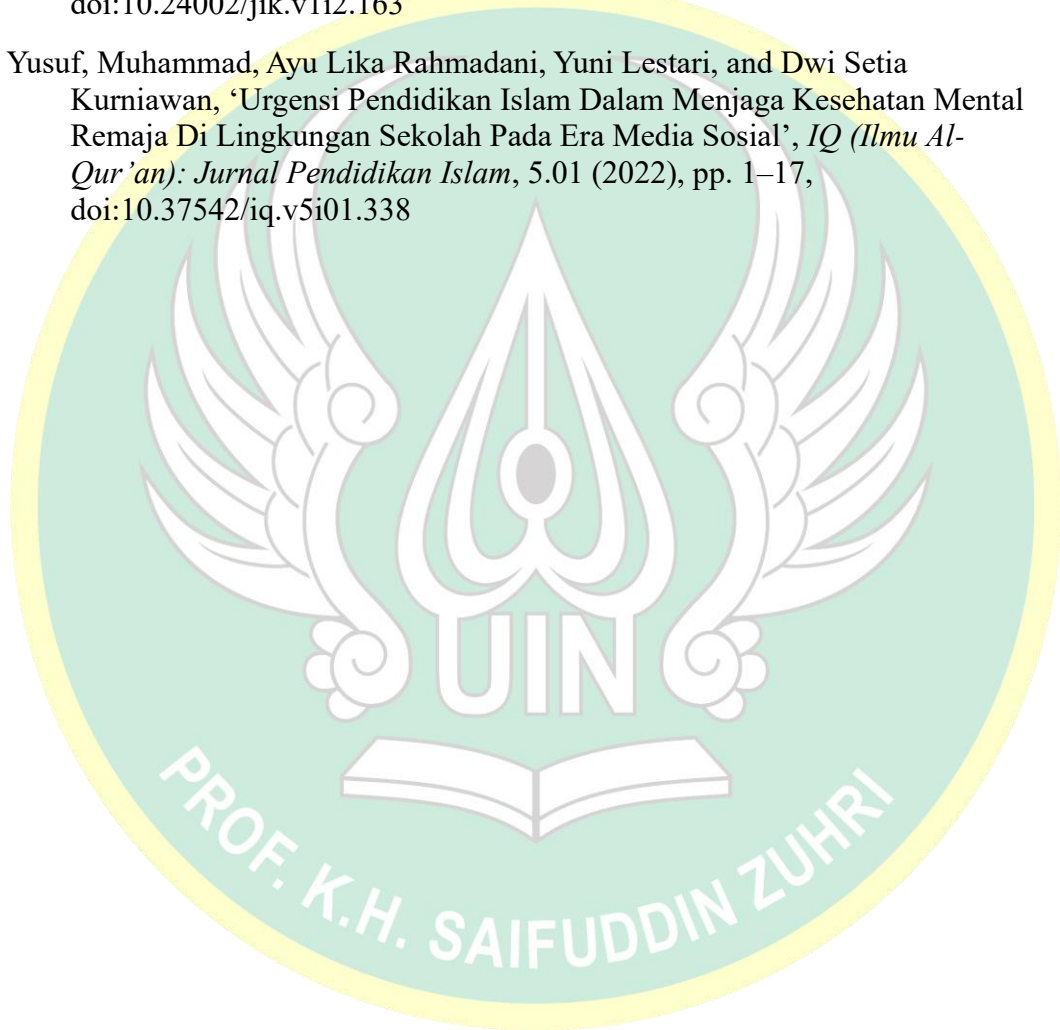 doi:10.24002/jik.v1i2.163
Yusuf, Muhammad, Ayu Lika Rahmadani, Yuni Lestari, and Dwi Setia
Kurniawan, ‘Urgensi Pendidikan Islam Dalam Menjaga Kesehatan Mental
Remaja Di Lingkungan Sekolah Pada Era Media Sosial’, IQ (Ilmu Al-
Qur’an): Jurnal Pendidikan Islam, 5.01 (2022), pp. 1–17,
doi:10.37542/iq.v5i01.338
UIN
PROF. K.H. SAIFUDDIN ZUHRI